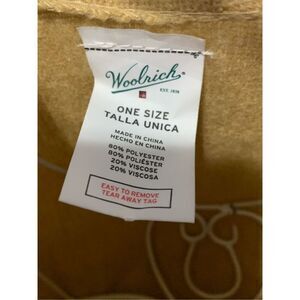 Woolrich
EST. 1830
ONE SIZE
TALLA UNICA
MADE IN CHINA
HECHO EN CHINA
80% POLYESTER
80% POLIÉSTER
20% VISCOSE
20% VISCOSA
EASY TO REMOVE
TEAR AWAY TAG